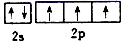 ↑↓ ↑ ↑ ↑
2s 2p